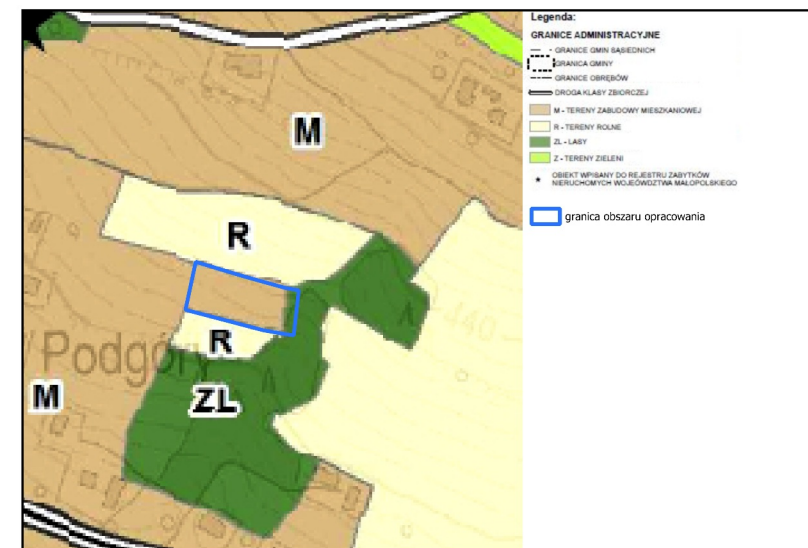 Legenda:
GRANICE ADMINISTRACYJNE
GRANICE GMIN SĄSIEDNICH
GRANICA GMINY
GRANICE OBRĘBÓW
DROGA KLASY ZBIORCZEJ
M - TERENY ZABUDOWY MIESZKANIOWEJ
R - TERENY ROLNE
ZL - LASY
Z - TERENY ZIELENI
OBIEKT WPISANY DO REJESTRU ZABYTKÓW
NIERUCHOMYCH WOJEÓWDZTWA MAŁOPOLSKIEGO
granica obszaru opracowania
M
R
440
R
Podgóry
M
ZL